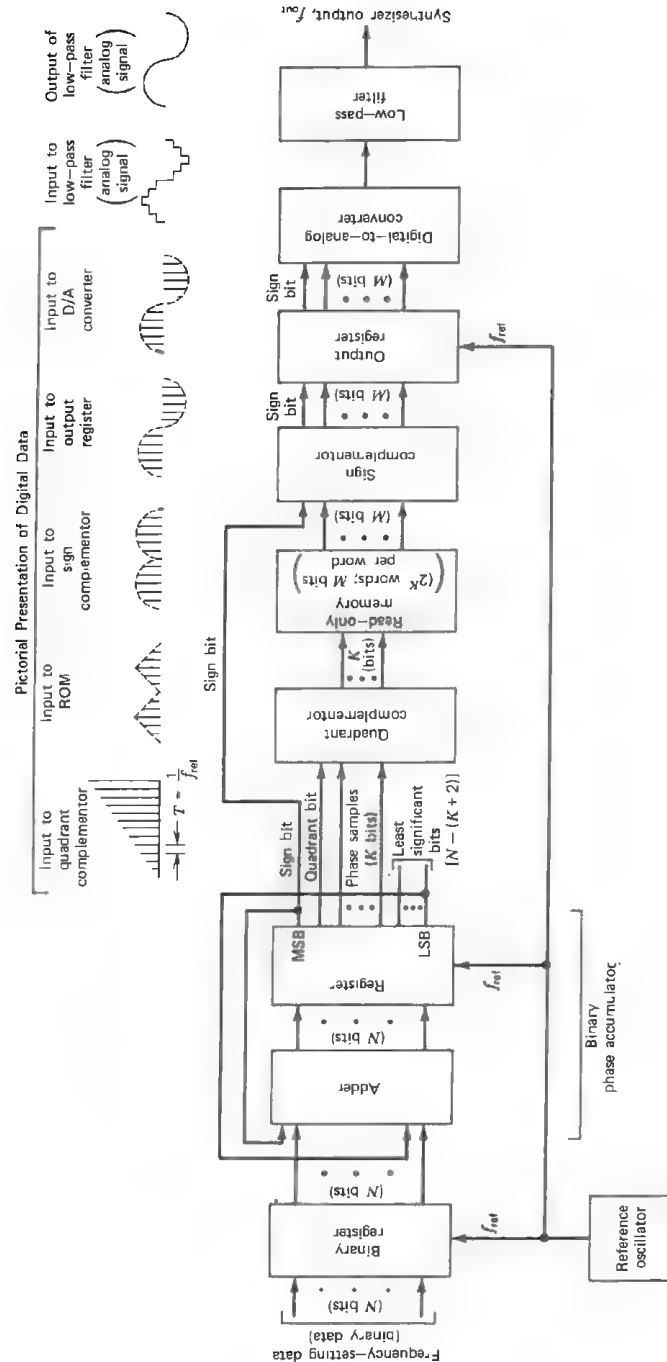 Pictorial Presentation of Digital Data
Input to
quadrant
complementor
Input to
ROM
Input to
sign
complementor
Input to
output
register
Input to
D/A
converter
Input to
low–pass
filter
(analog
signal)
Output of
low–pass
filter
(analog
signal)
T = 1/f_ref
Frequency–setting data
(binary data)
(N bits)
Binary
register
(N bits)
Adder
(N bits)
Register
MSB
LSB
Sign bit
Quadrant bit
Phase samples
(K bits)
Least
significant
bits
[N − (K + 2)]
Quadrant
complementor
K
(bits)
Read–only
memory
(2^K words; M bits
per word)
Sign bit
(M bits)
Sign
complementor
Sign
bit
(M bits)
Output
register
Sign
bit
(M bits)
Digital–to–analog
converter
Low–pass
filter
Synthesizer output, f_out
f_ref
f_ref
f_ref
Binary
phase accumulator
Reference
oscillator